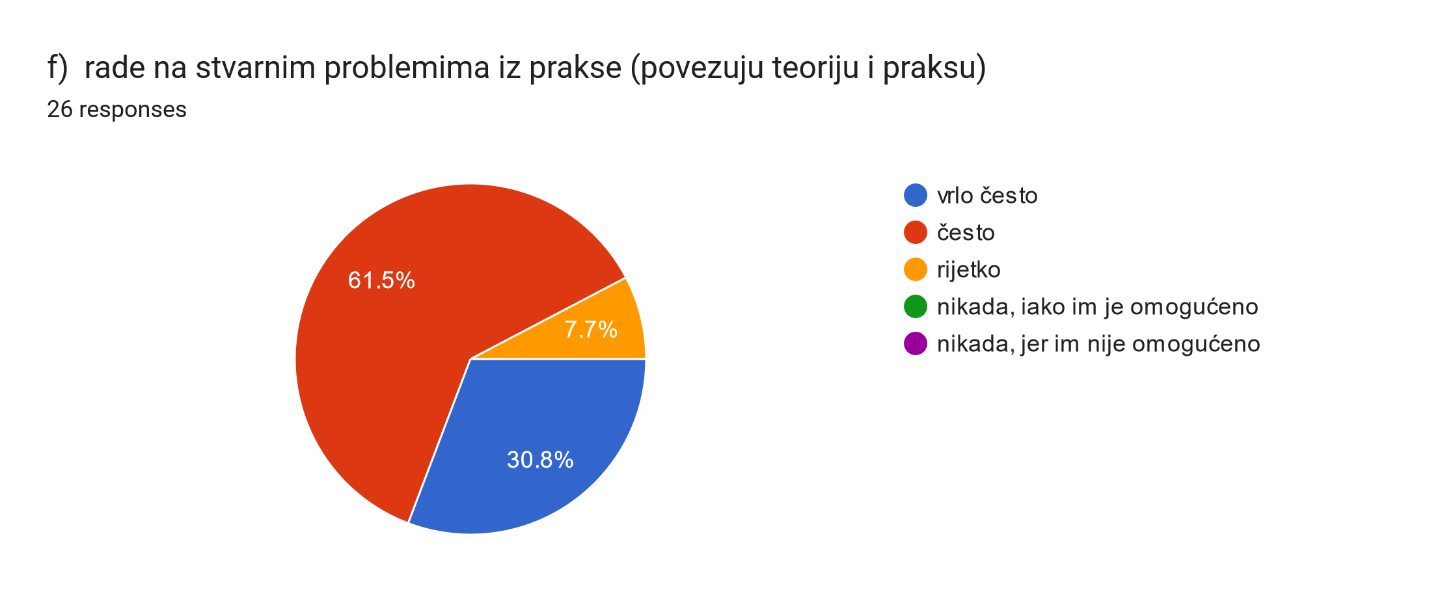 f)  rade na stvarnim problemima iz prakse (povezuju teoriju i praksu)
26 responses
61.5%
7.7%
30.8%
vrlo često
često
rijetko
nikada, iako im je omogućeno
nikada, jer im nije omogućeno